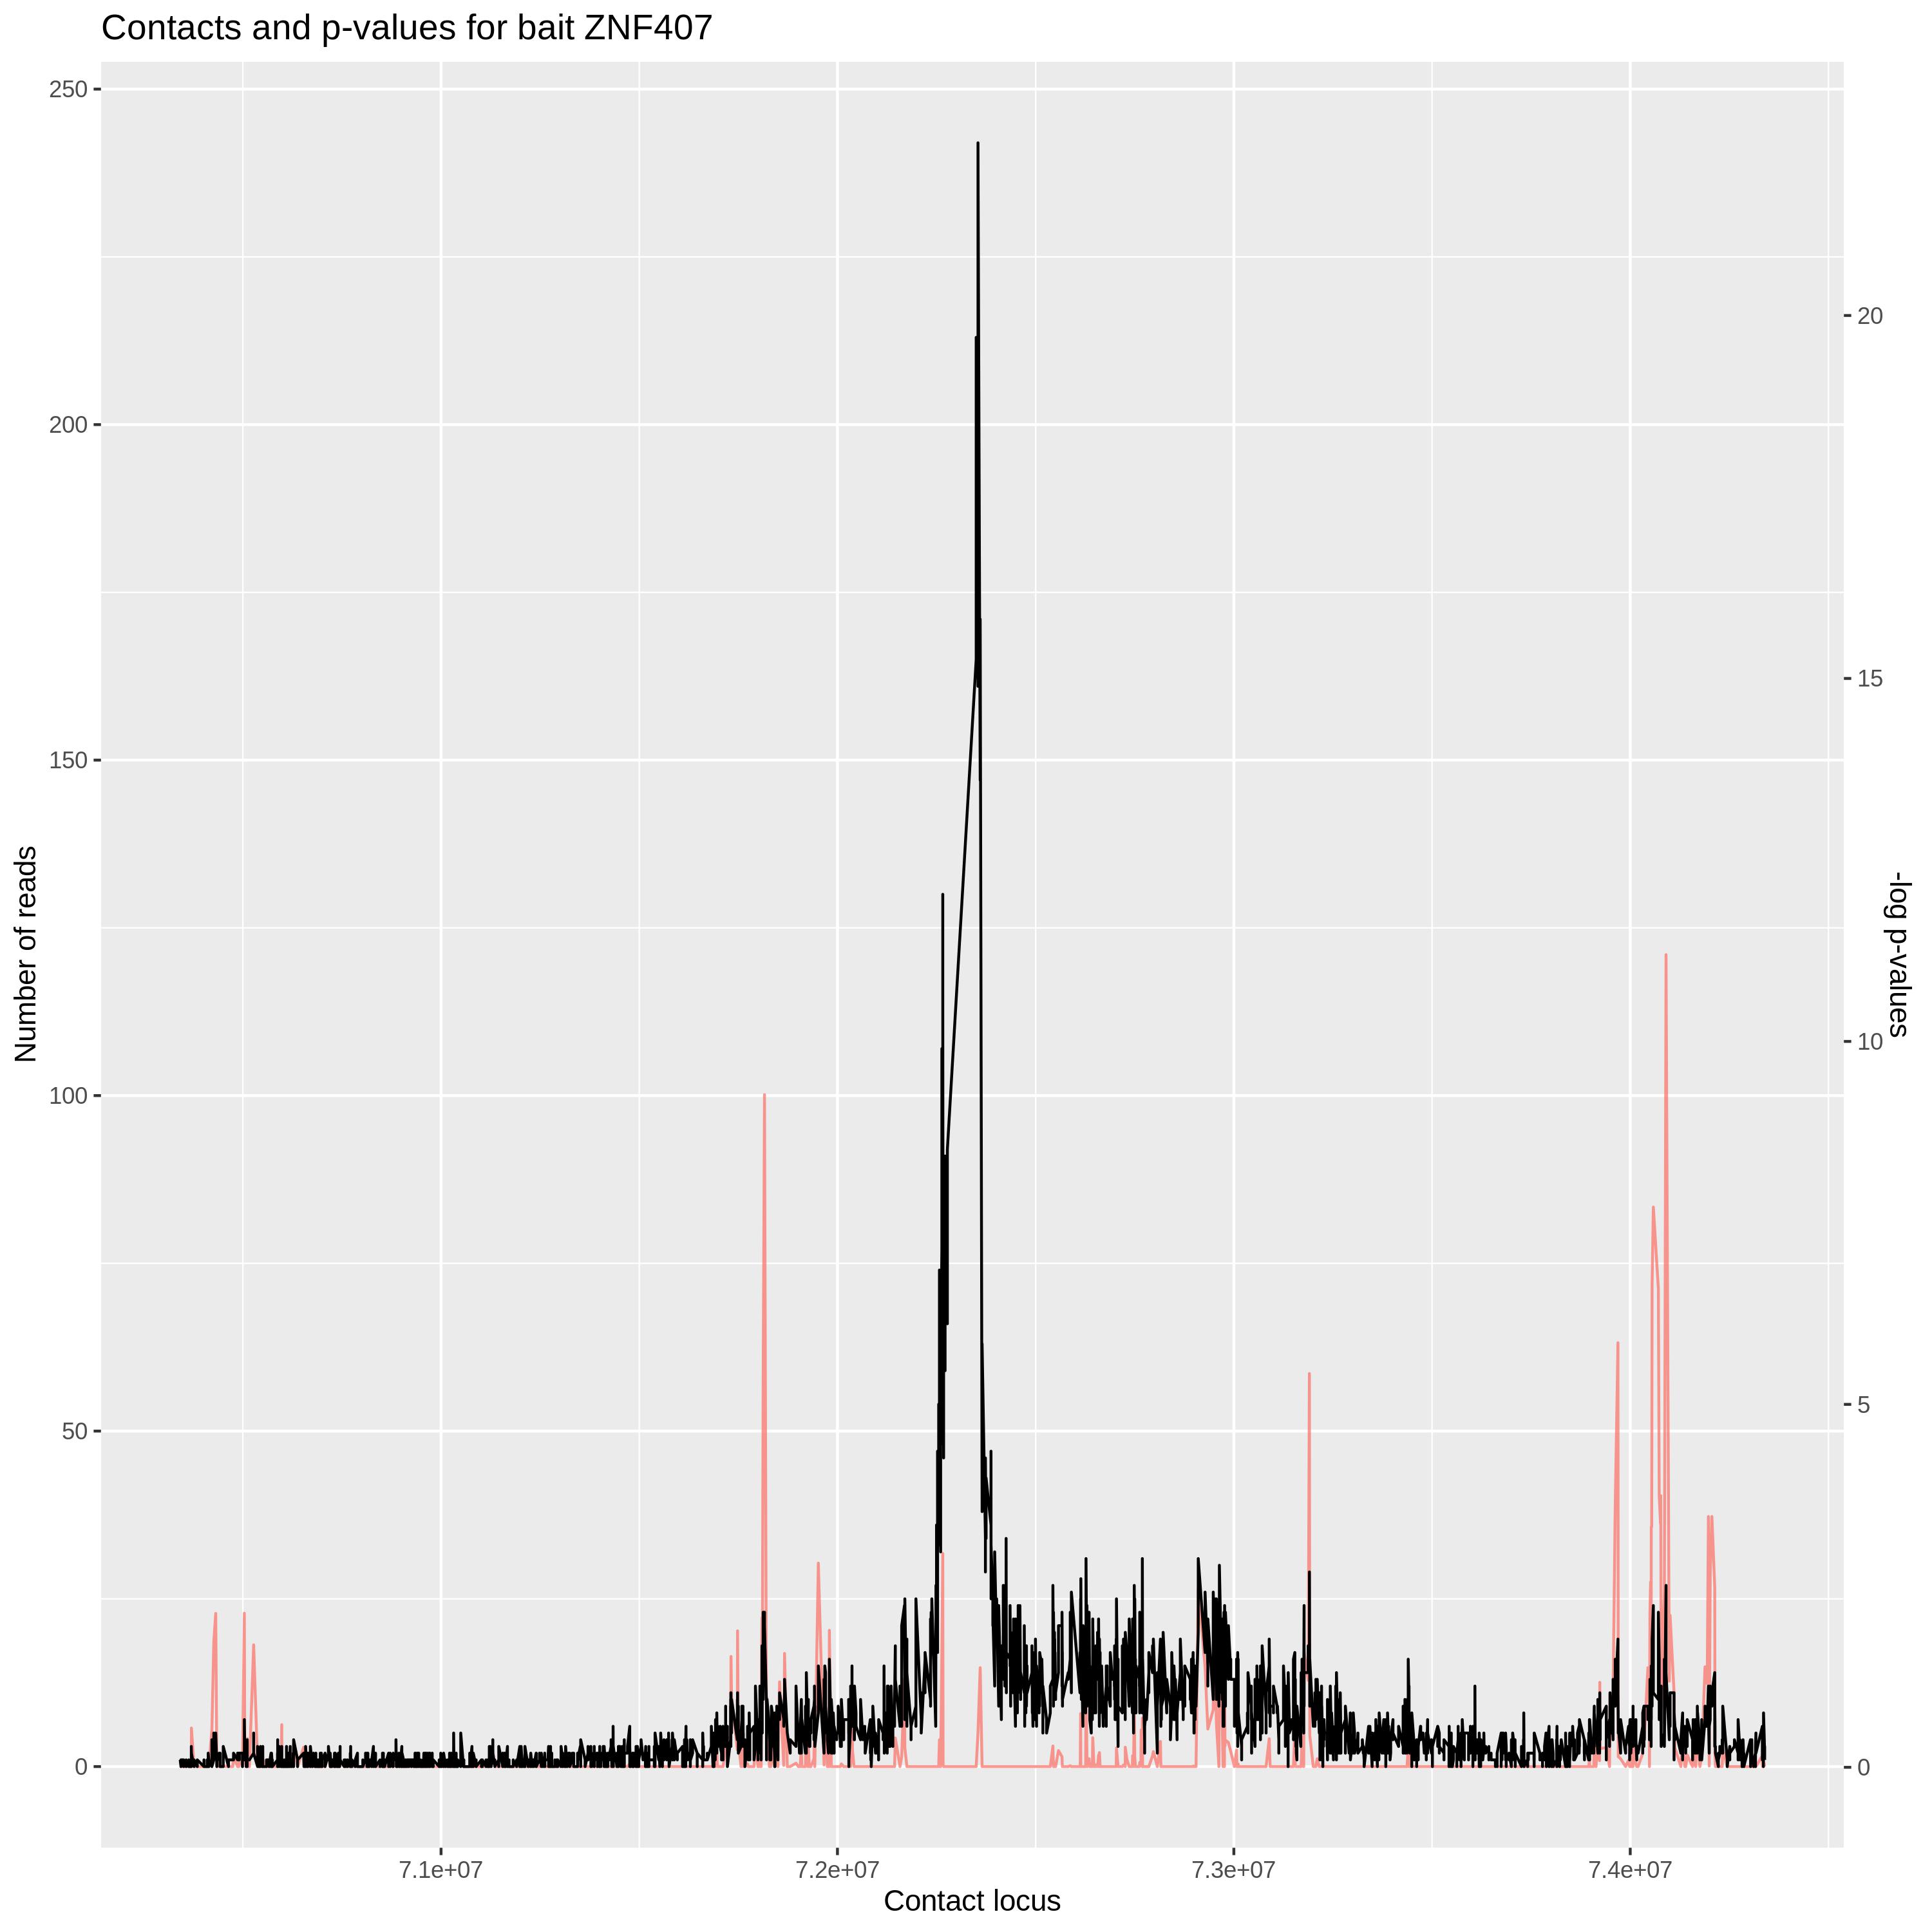 Contacts and p-values for bait ZNF407
250
200
150
100
50
0
Number of reads
20
15
10
5
0
-log p-values
7.1e+07
7.2e+07
7.3e+07
7.4e+07
Contact locus